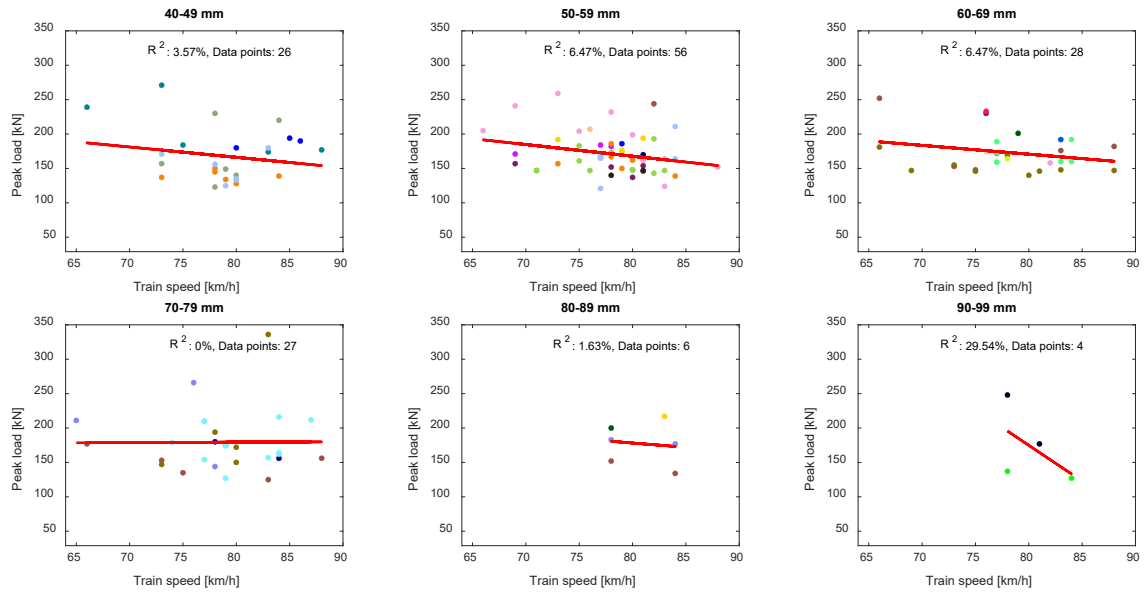 40-49 mm
R 2 : 3.57%, Data points: 26
350
300
250
200
150
100
50
65 70 75 80 85 90
Peak load [kN]
Train speed [km/h]
50-59 mm
R 2 : 6.47%, Data points: 56
350
300
250
200
150
100
50
65 70 75 80 85 90
Peak load [kN]
Train speed [km/h]
60-69 mm
R 2 : 6.47%, Data points: 28
350
300
250
200
150
100
50
65 70 75 80 85 90
Peak load [kN]
Train speed [km/h]
70-79 mm
R 2 : 0%, Data points: 27
350
300
250
200
150
100
50
65 70 75 80 85 90
Peak load [kN]
Train speed [km/h]
80-89 mm
R 2 : 1.63%, Data points: 6
350
300
250
200
150
100
50
65 70 75 80 85 90
Peak load [kN]
Train speed [km/h]
90-99 mm
R 2 : 29.54%, Data points: 4
350
300
250
200
150
100
50
65 70 75 80 85 90
Peak load [kN]
Train speed [km/h]